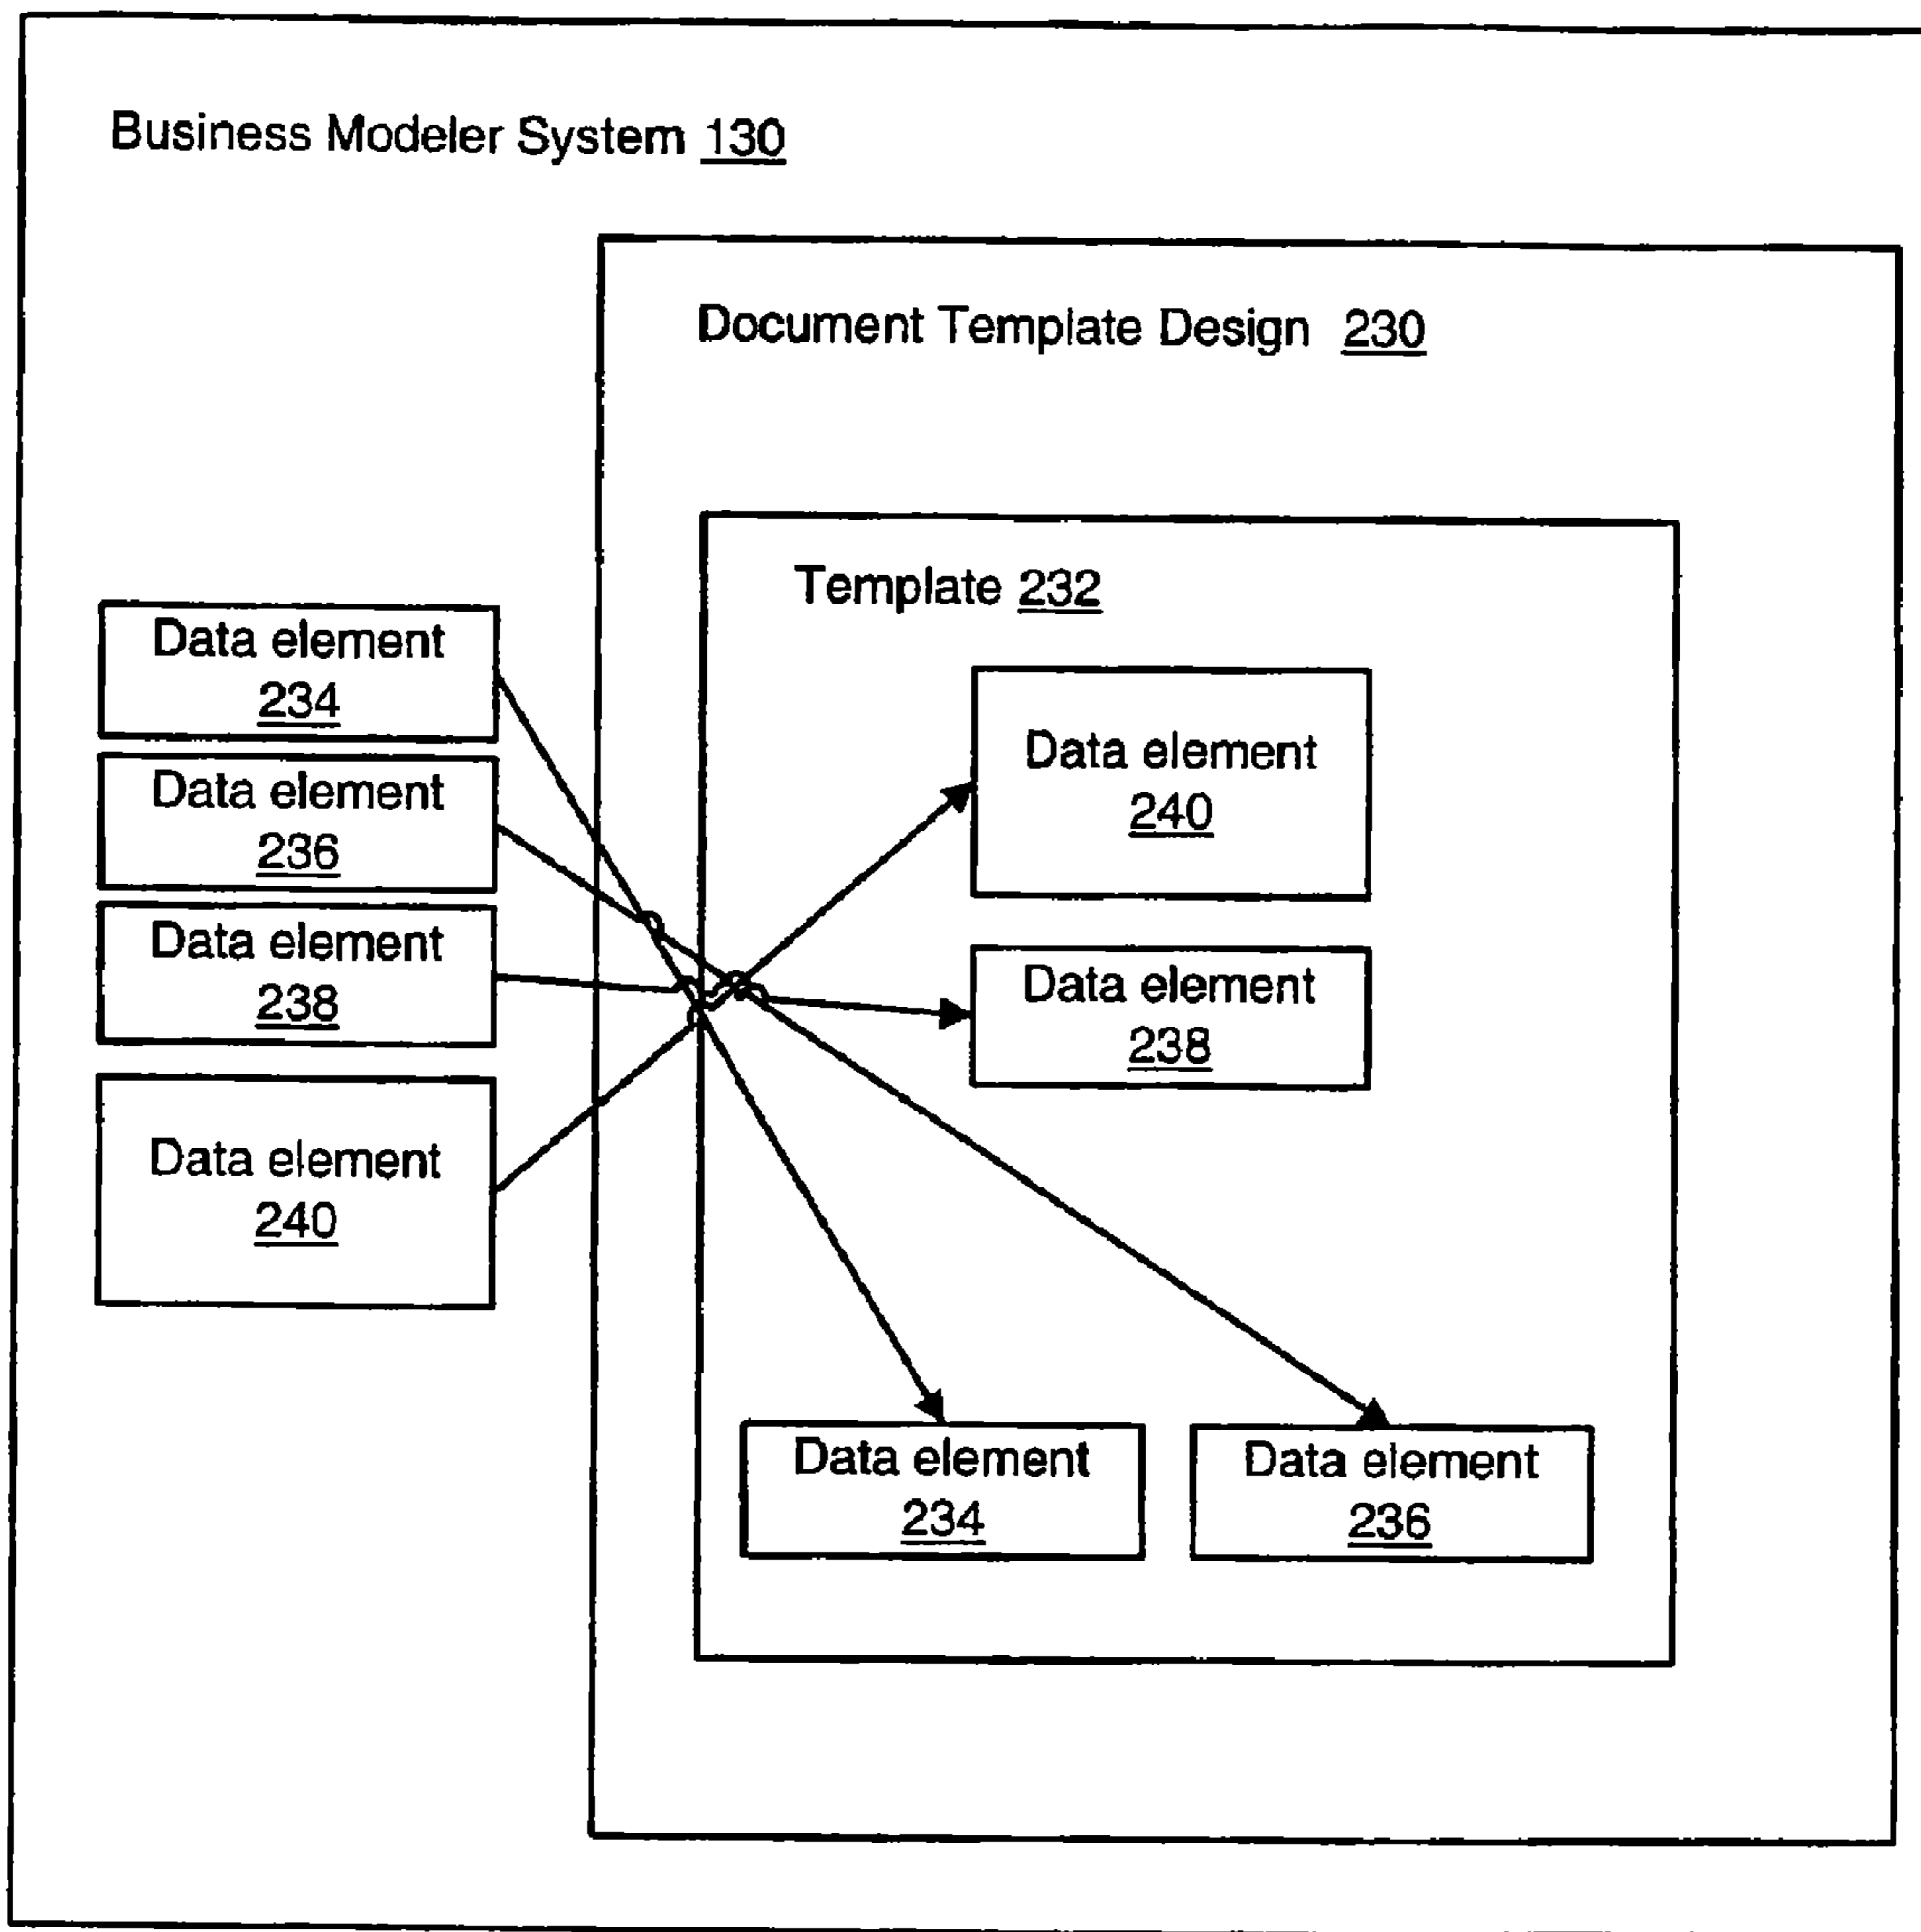 Business Modeler System 130
Document Template Design 230
Template 232
Data element
234
Data element
236
Data element
238
Data element
240
Data element
240
Data element
238
Data element
234
Data element
236